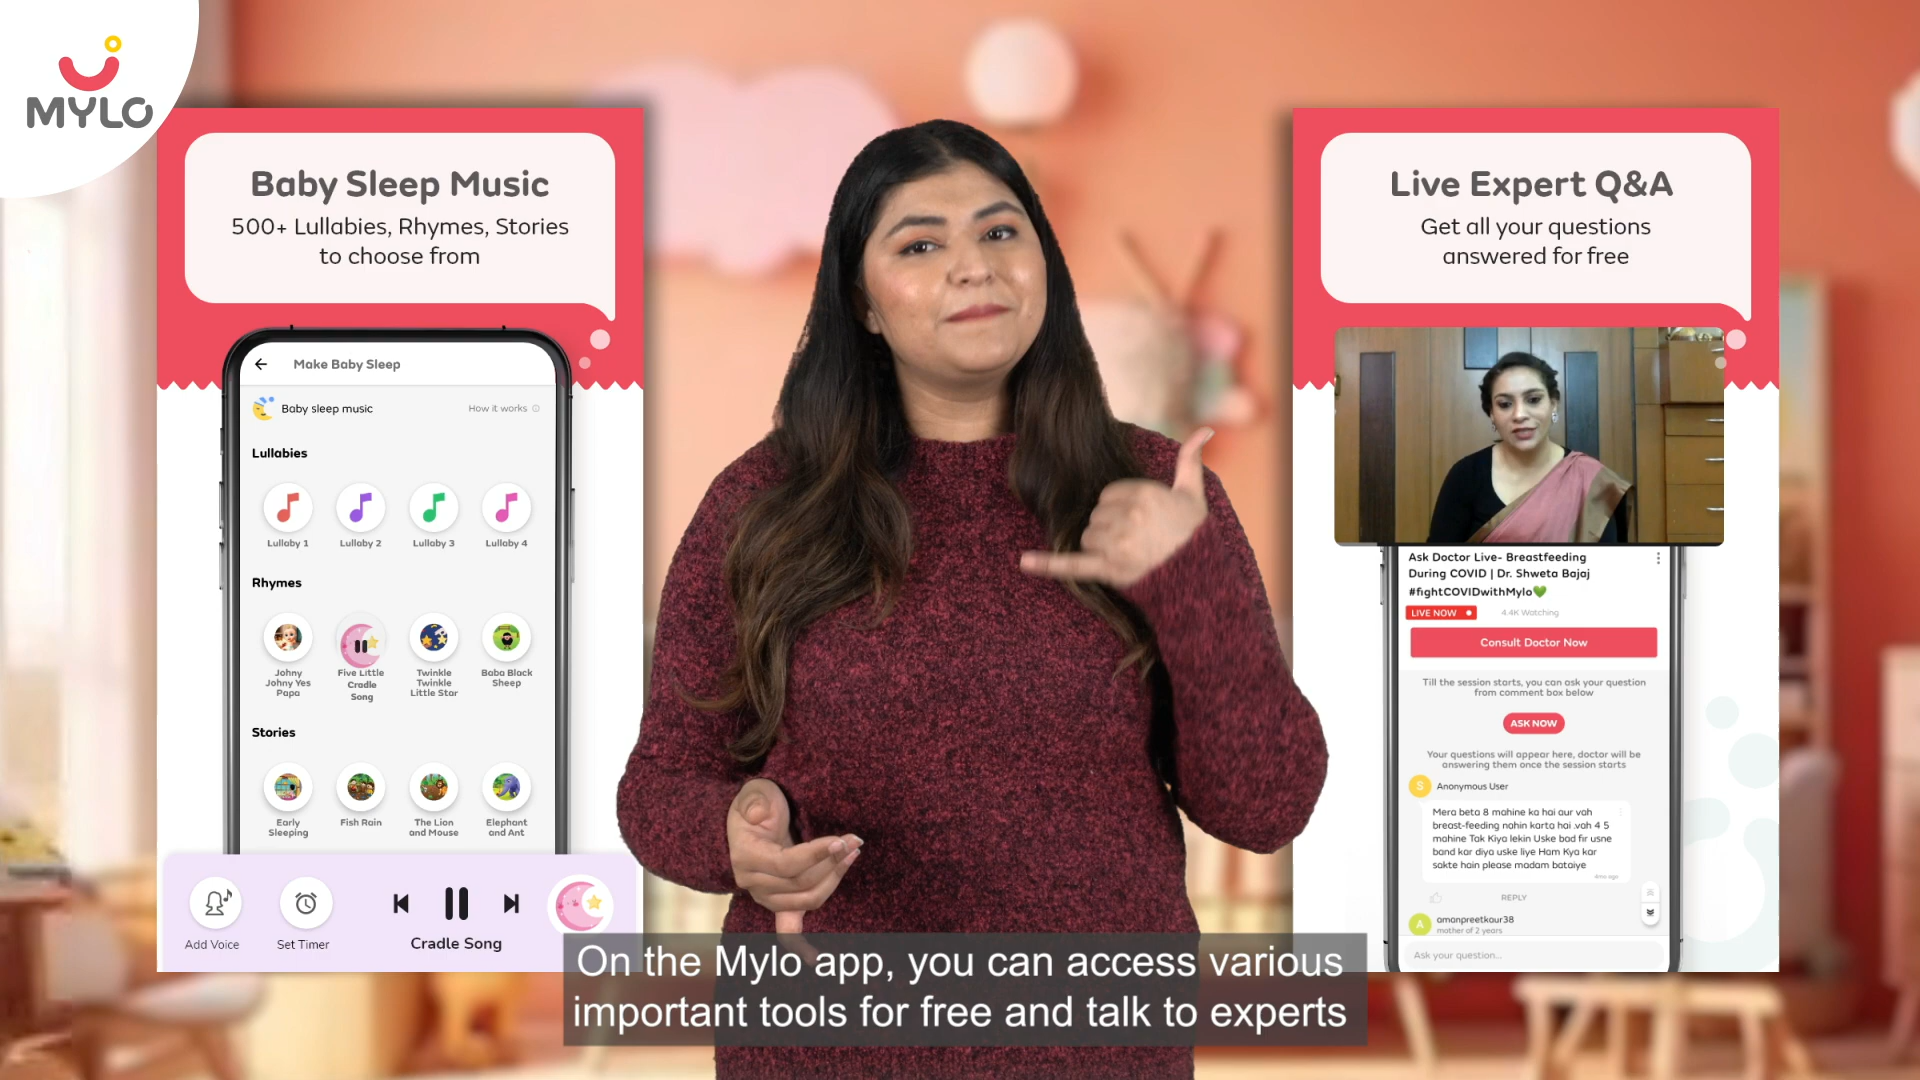 MYLO
Baby Sleep Music
500+ Lullabies, Rhymes, Stories
to choose from
Make Baby Sleep
Baby sleep music
How it works
Lullabies
Lullaby 1
Lullaby 2
Lullaby 3
Lullaby 4
Rhymes
Johny
Johny Yes
Papa
Five Little
Cradle
Song
Twinkle
Twinkle
Little Star
Baba Black
Sheep
Stories
Early
Sleeping
Fish Rain
The Lion
and Mouse
Elephant
and Ant
Add Voice
Set Timer
Cradle Song
Live Expert Q&A
Get all your questions
answered for free
Ask Doctor Live- Breastfeeding
During COVID | Dr. Shweta Bajaj
#fightCOVIDwithMylo💚
LIVE NOW
4.4K Watching
Consult Doctor Now
Till the session starts, you can ask your question
from comment box below
ASK NOW
Your questions will appear here, doctor will be
answering them once the session starts
S
Anonymous User
Mera beta 8 mahine ka hai aur vah
breast-feeding nahin karta hai .vah 4 5
mahine Tak Kiya lekin Uske bad fir usne
band kar diya uske liye Ham Kya kar
sakte hain please madam bataiye
REPLY
A
amanpreetkaur38
mother of 2 years
Ask your question...
On the Mylo app, you can access various
important tools for free and talk to experts